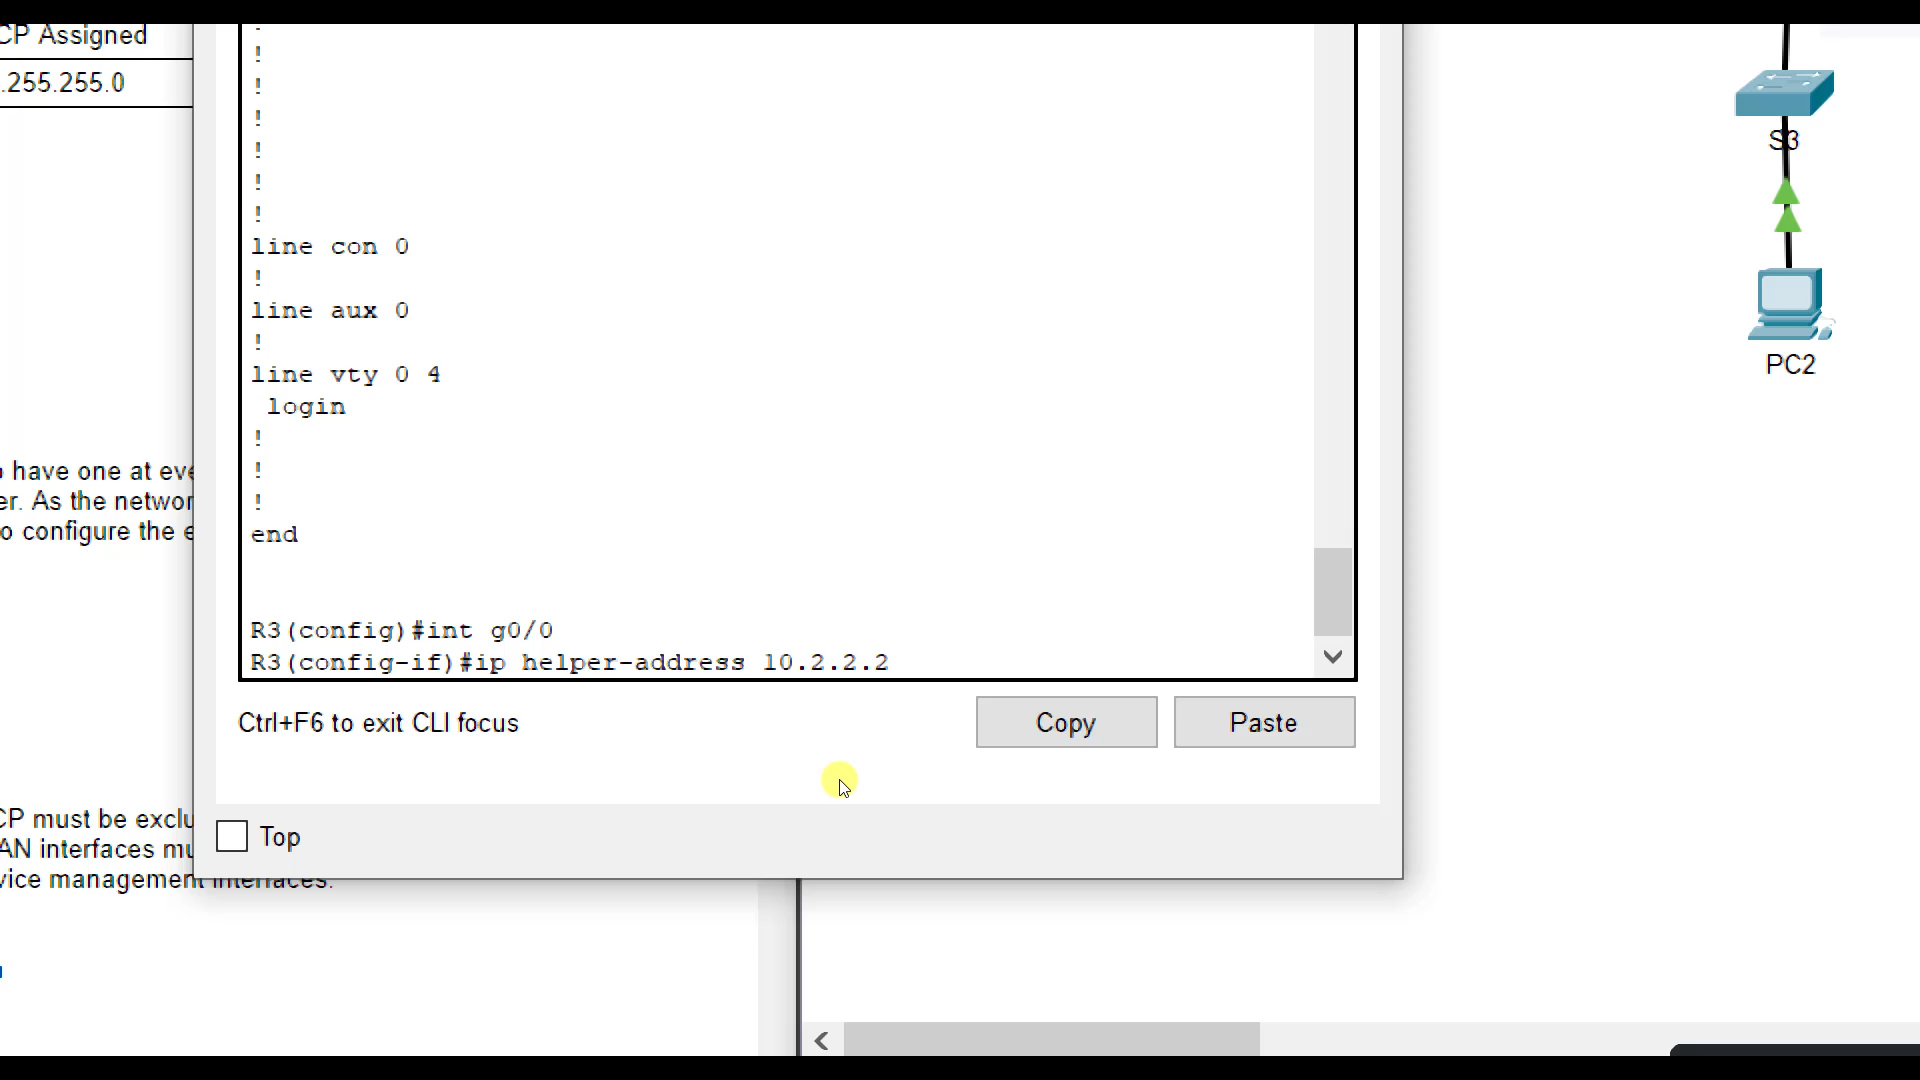 CP Assigned
.255.255.0
!
!
!
!
!
!
!
line con 0
!
line aux 0
!
line vty 0 4
login
!
!
!
end
R3(config)#int g0/0
R3(config-if)#ip helper-address 10.2.2.2
Ctrl+F6 to exit CLI focus
Copy
Paste
Top
have one at eve
er. As the networ
o configure the e
CP must be exclu
AN interfaces mu
vice management interfaces.
S3
PC2